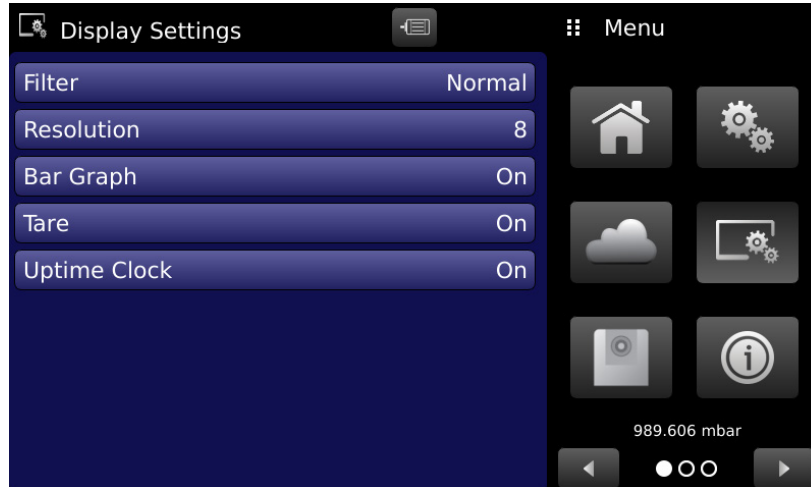 Display Settings
Menu
Filter Normal
Resolution 8
Bar Graph On
Tare On
Uptime Clock On
989.606 mbar